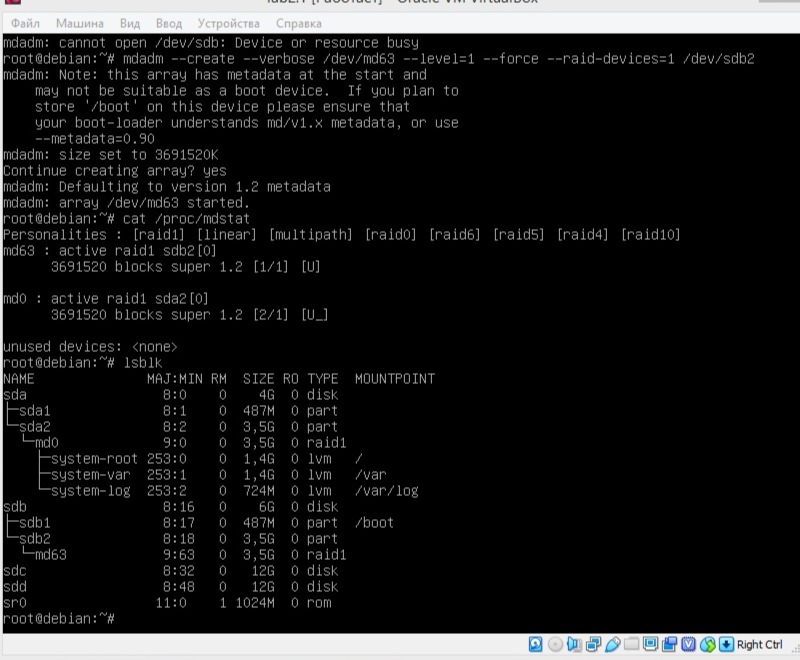 Файл Машина Вид Ввод Устройства Справка
mdadm: cannot open /dev/sdb: Device or resource busy
root@debian:~# mdadm --create --verbose /dev/md63 --level=1 --force --raid-devices=1 /dev/sdb2
mdadm: Note: this array has metadata at the start and
    may not be suitable as a boot device.  If you plan to
    store '/boot' on this device please ensure that
    your boot-loader understands md/v1.x metadata, or use
    --metadata=0.90
mdadm: size set to 3691520K
Continue creating array? yes
mdadm: Defaulting to version 1.2 metadata
mdadm: array /dev/md63 started.
root@debian:~# cat /proc/mdstat
Personalities : [raid1] [linear] [multipath] [raid0] [raid6] [raid5] [raid4] [raid10]
md63 : active raid1 sdb2[0]
      3691520 blocks super 1.2 [1/1] [U]
md0 : active raid1 sda2[0]
      3691520 blocks super 1.2 [2/1] [U_]
unused devices: <none>
root@debian:~# lsblk
NAME              MAJ:MIN RM  SIZE RO TYPE  MOUNTPOINT
sda                 8:0    0    4G  0 disk
├─sda1              8:1    0  487M  0 part
└─sda2              8:2    0  3,5G  0 part
  └─md0             9:0    0  3,5G  0 raid1
    ├─system-root 253:0    0  1,4G  0 lvm   /
    ├─system-var  253:1    0  1,4G  0 lvm   /var
    └─system-log  253:2    0  724M  0 lvm   /var/log
sdb                 8:16   0    6G  0 disk
├─sdb1              8:17   0  487M  0 part  /boot
└─sdb2              8:18   0  3,5G  0 part
  └─md63            9:63   0  3,5G  0 raid1
sdc                 8:32   0   12G  0 disk
sdd                 8:48   0   12G  0 disk
sr0                11:0    1 1024M  0 rom
root@debian:~#
Right Ctrl